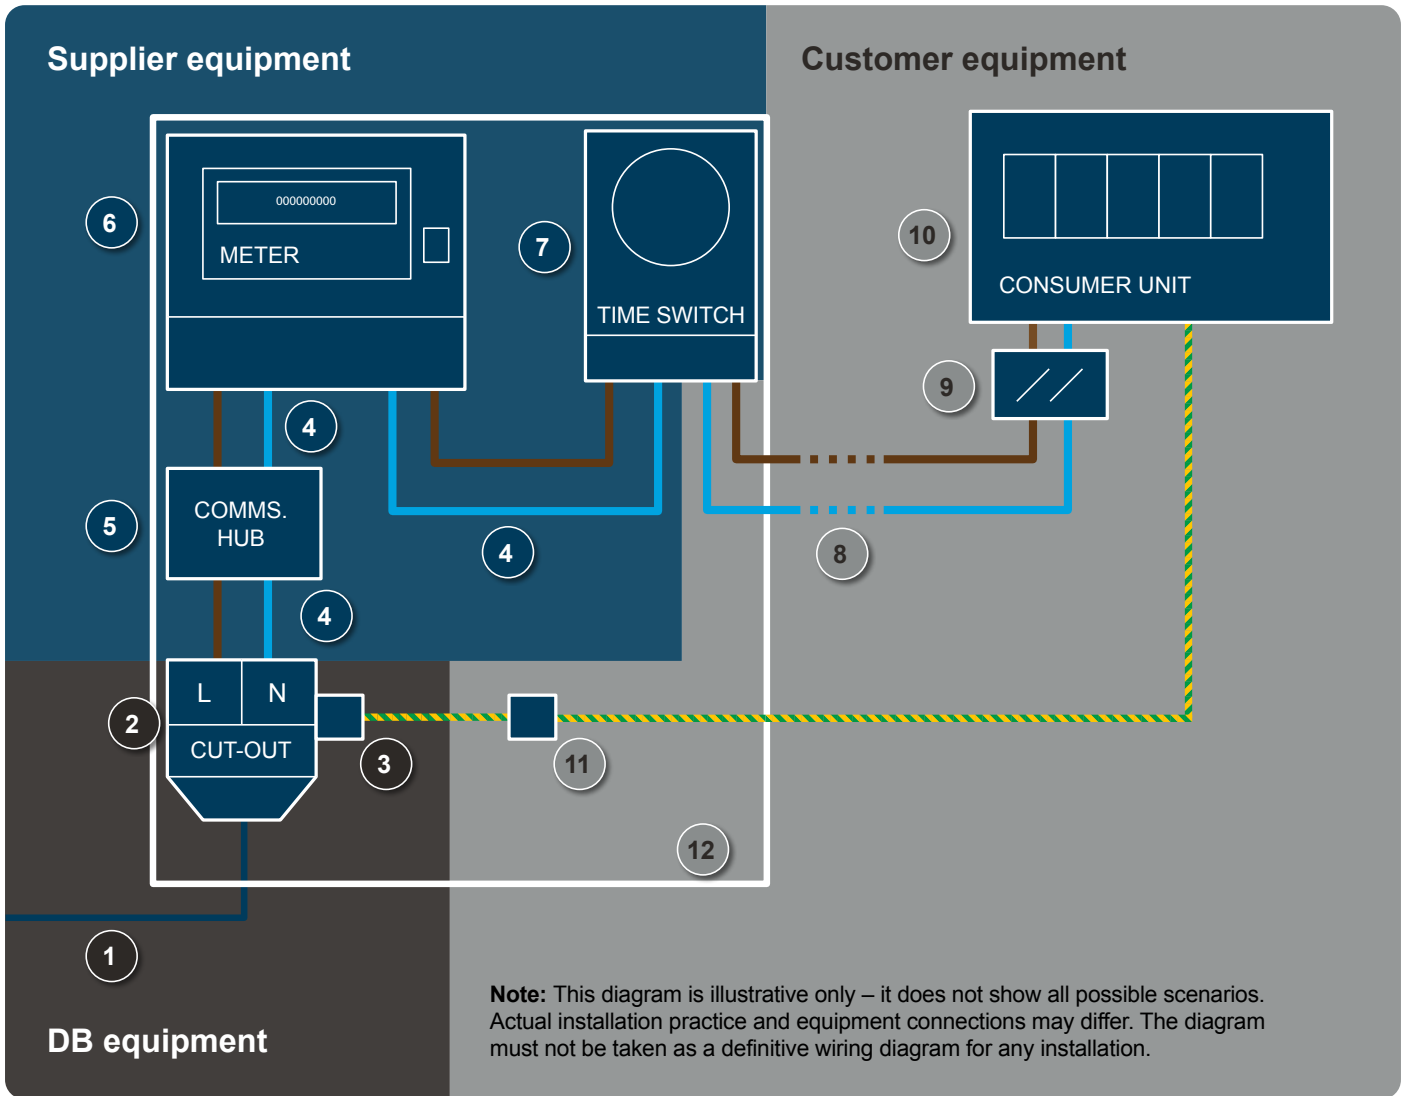 Supplier equipment
Customer equipment
6
000000000
METER
7
TIME SWITCH
10
CONSUMER UNIT
9
4
5
COMMS.
HUB
4
8
4
2
L
N
CUT-OUT
3
11
12
1
Note: This diagram is illustrative only – it does not show all possible scenarios.
Actual installation practice and equipment connections may differ. The diagram
must not be taken as a definitive wiring diagram for any installation.
DB equipment